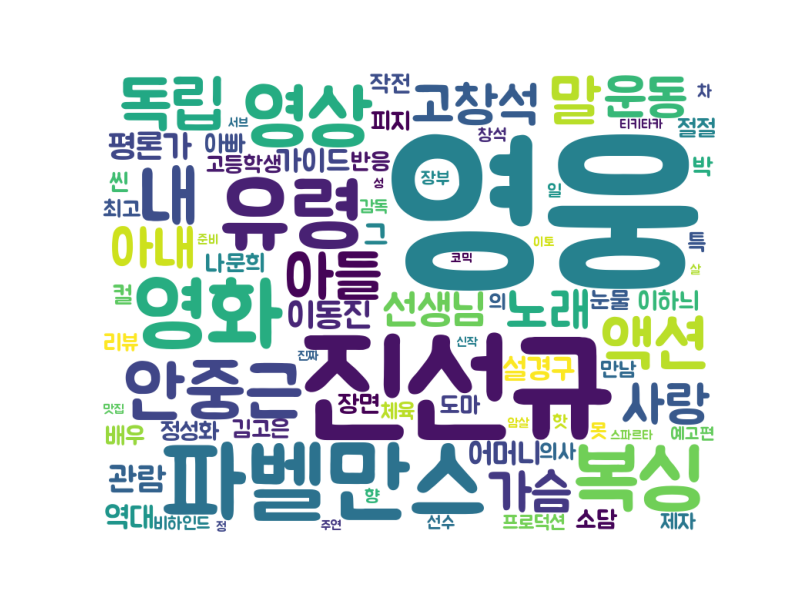 독립
서브
영상
작전
피지
고창석
창석
말
운동
차
티키타카
절절
평론가
아빠
고등학생
가이드
반응
영웅
장부
박
씬
최고
내
유령
성
감독
일
아내
준비
나문희
그
아들
코믹
이토
특
살
컬
영화
이동진
선생님
의
노래
눈물
이하늬
리뷰
진짜
진선규
신작
액션
설경구
만남
맛집
안중근
장면
체육
도마
암살
핫
못
사랑
스파르타
예고편
배우
정성화
김고은
관람
파벨만스
향
어머니
의사
가슴
복싱
역대
비하인드
정
주연
선수
프로덕션
소담
제자